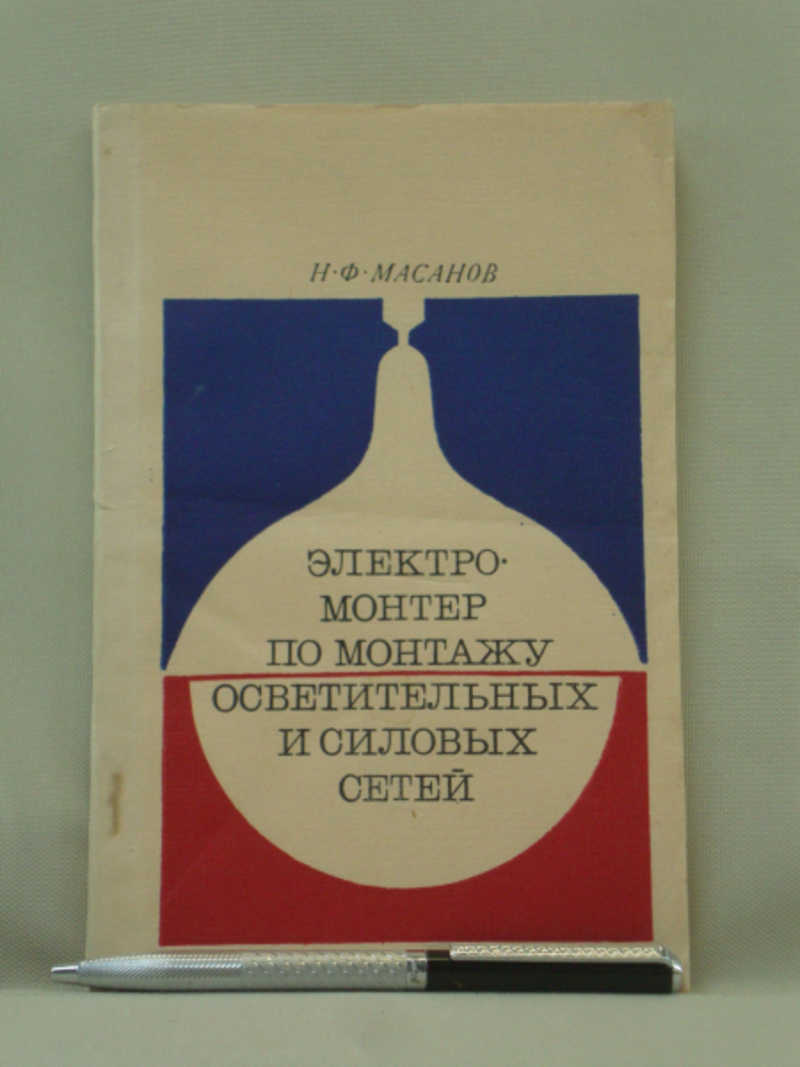 Н·Ф·МАСАНОВ
ЭЛЕКТРО·
МОНТЕР
ПО МОНТАЖУ
ОСВЕТИТЕЛЬНЫХ
И СИЛОВЫХ
СЕТЕЙ